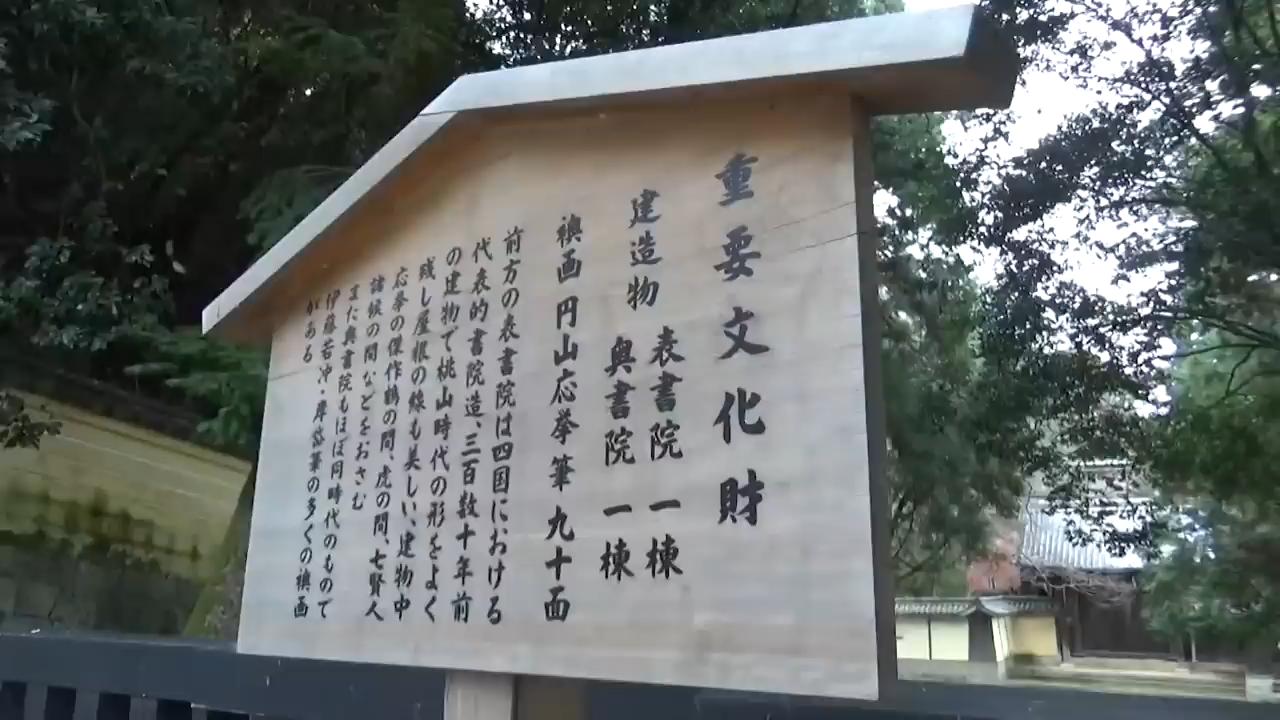 重要文化財
建造物 表書院 一棟
奥書院 一棟
襖画 円山応挙筆 九十面
前方の表書院は四国に、おける
代表的書院造、三百数十年前
の建物で桃山時代の形をよく
残し屋根の線も美しい、建物中
応挙の傑作鶴の間、虎の間、七賢人
諸候の間などをおさむ
また奥書院もほぼ同時代のもので
伊藤若冲・岸岱筆の多くの襖画
がある